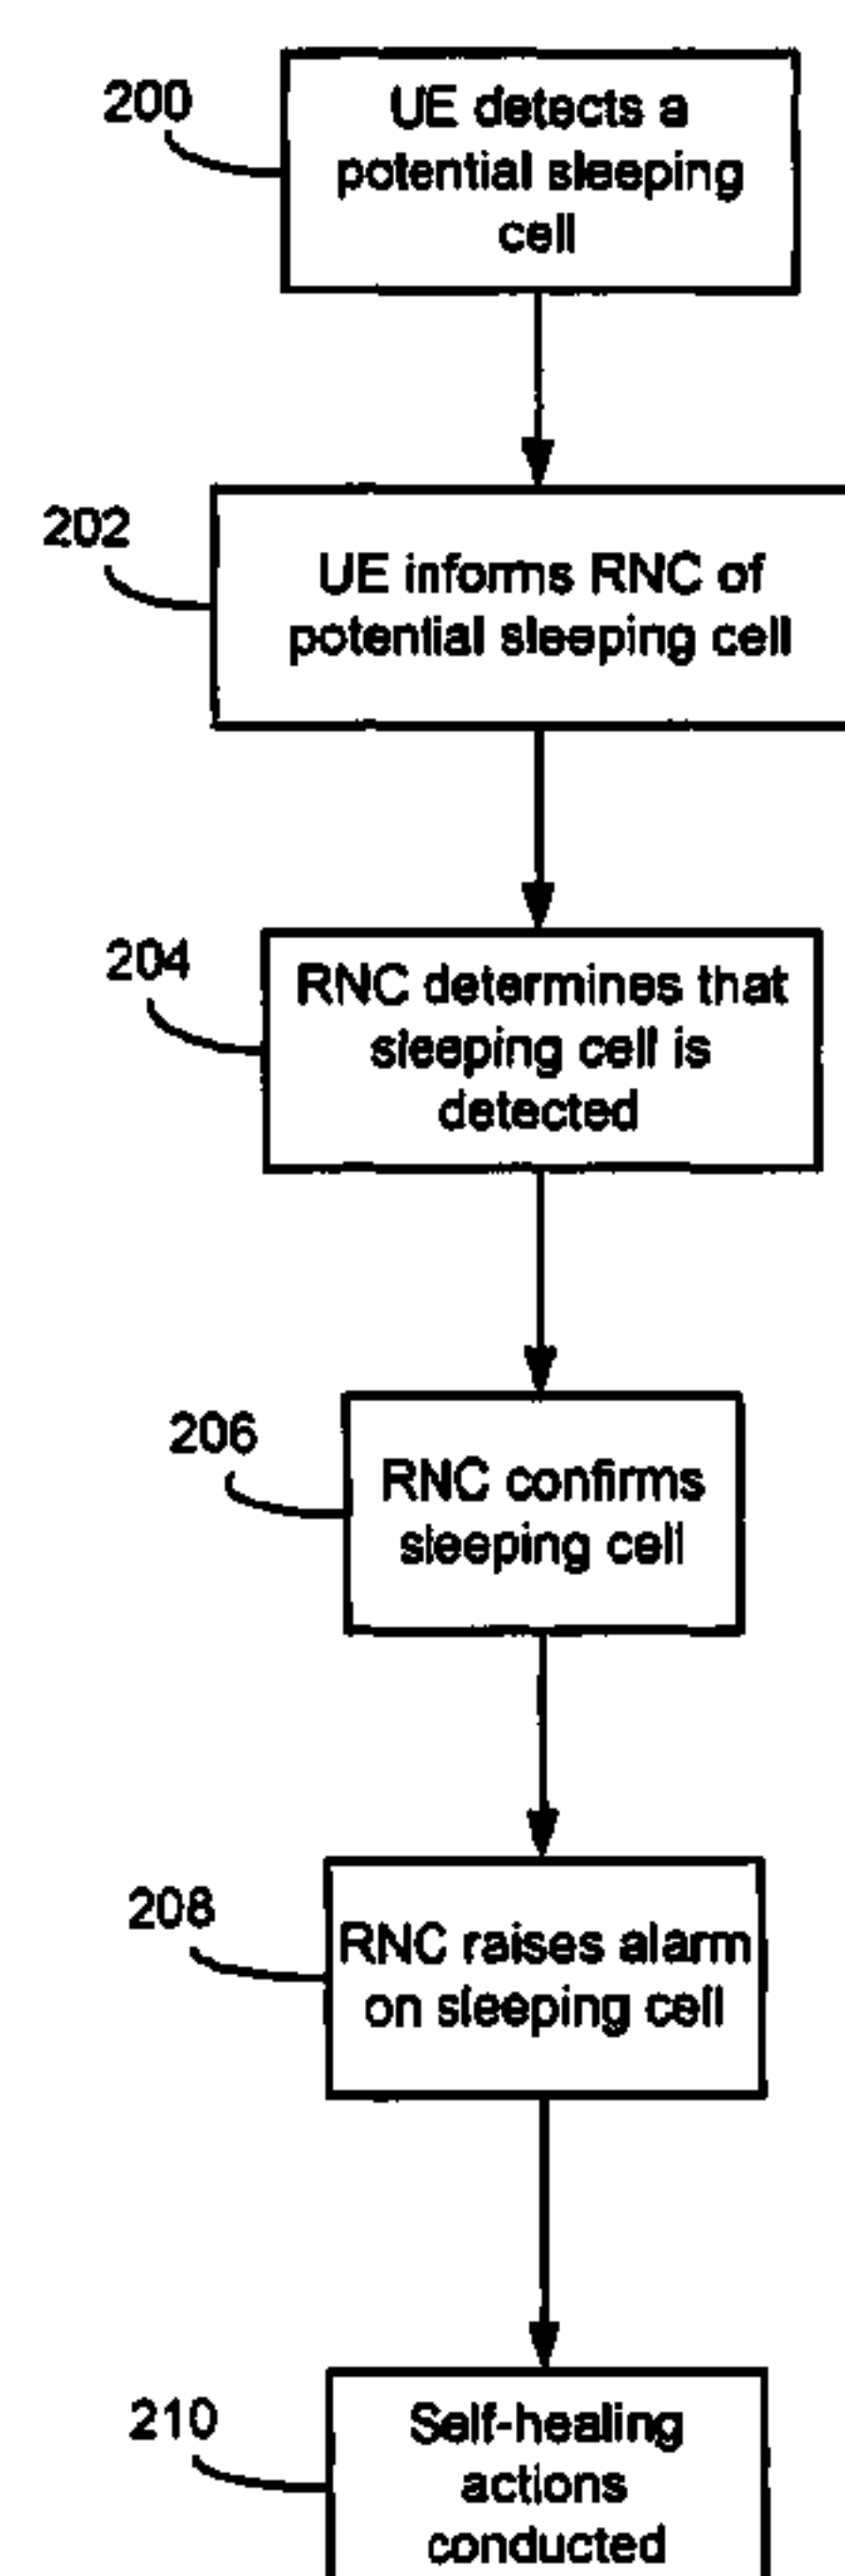 200
UE detects a
potential sleeping
cell
202
UE informs RNC of
potential sleeping cell
204
RNC determines that
sleeping cell is
detected
206
RNC confirms
sleeping cell
208
RNC raises alarm
on sleeping cell
210
Self-healing
actions
conducted